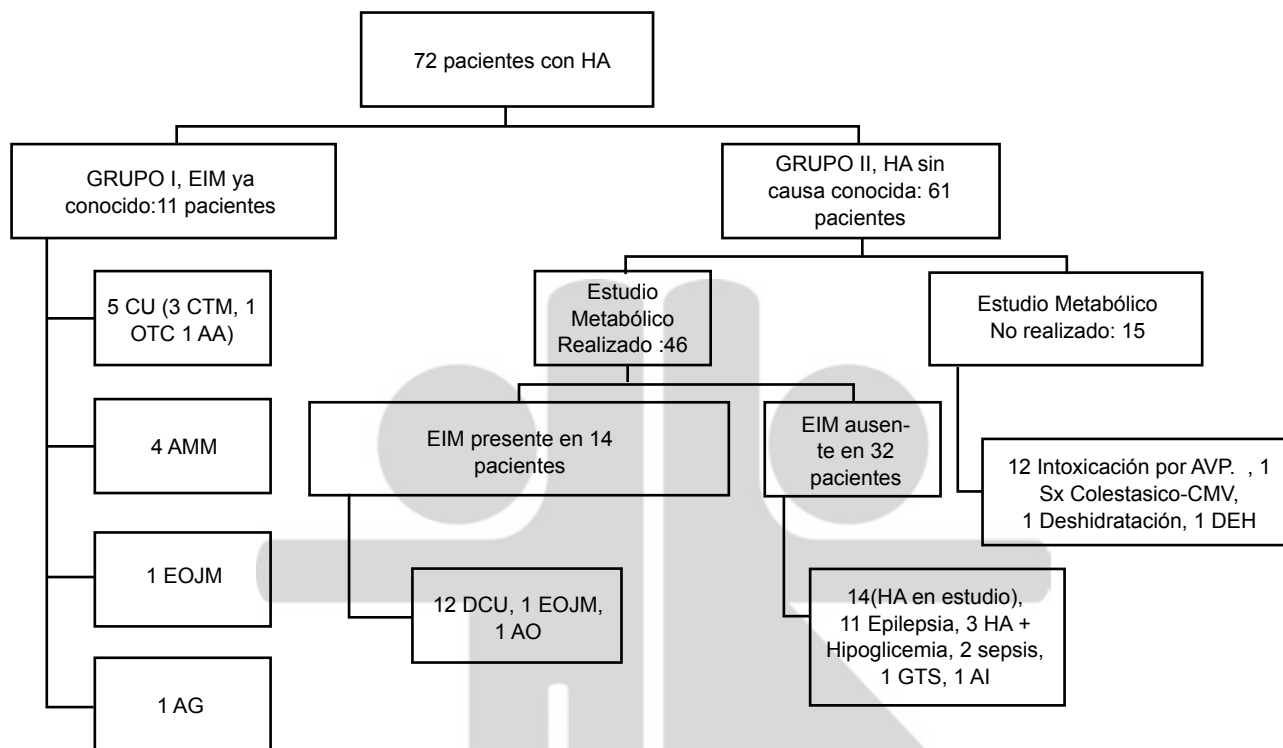 72 pacientes con HA
GRUPO I, EIM ya
conocido:11 pacientes
GRUPO II, HA sin
causa conocida: 61
pacientes
5 CU (3 CTM, 1
OTC 1 AA)
4 AMM
1 EOJM
1 AG
Estudio
Metabólico
Realizado :46
Estudio Metabólico
No realizado: 15
EIM presente en 14
pacientes
EIM ausen-
te en 32
pacientes
12 Intoxicación por AVP. , 1
Sx Colestasico-CMV,
1 Deshidratación, 1 DEH
12 DCU, 1 EOJM,
1 AO
14(HA en estudio),
11 Epilepsia, 3 HA +
Hipoglicemia, 2 sepsis,
1 GTS, 1 AI